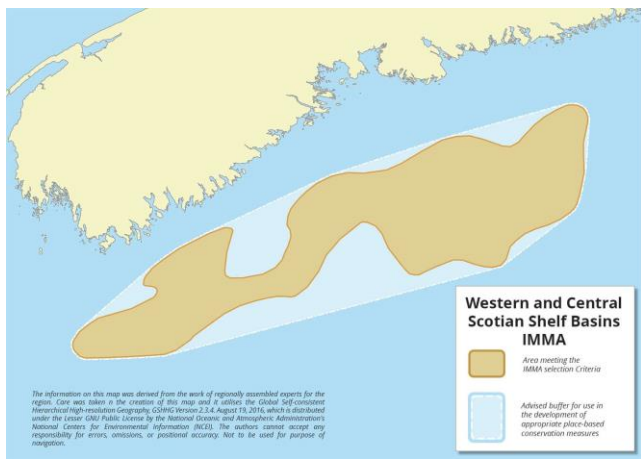 Western and Central
Scotian Shelf Basins
IMMA
Area meeting the
IMMA selection Criteria
Advised buffer for use in
the development of
appropriate place-based
conservation measures
The information on this map was derived from the work of regionally assembled experts for the
region. Care was taken n the creation of this map and it utilises the Global Self-consistent
Hierarchical High-resolution Geography, GSHHG Version 2.3.4. August 19, 2016, which is distributed
under the Lesser GNU Public License by the National Oceanic and Atmospheric Administration's
National Centers for Environmental Information (NCEI). The authors cannot accept any
responsibility for errors, omissions, or positional accuracy. Not to be used for purpose of
navigation.